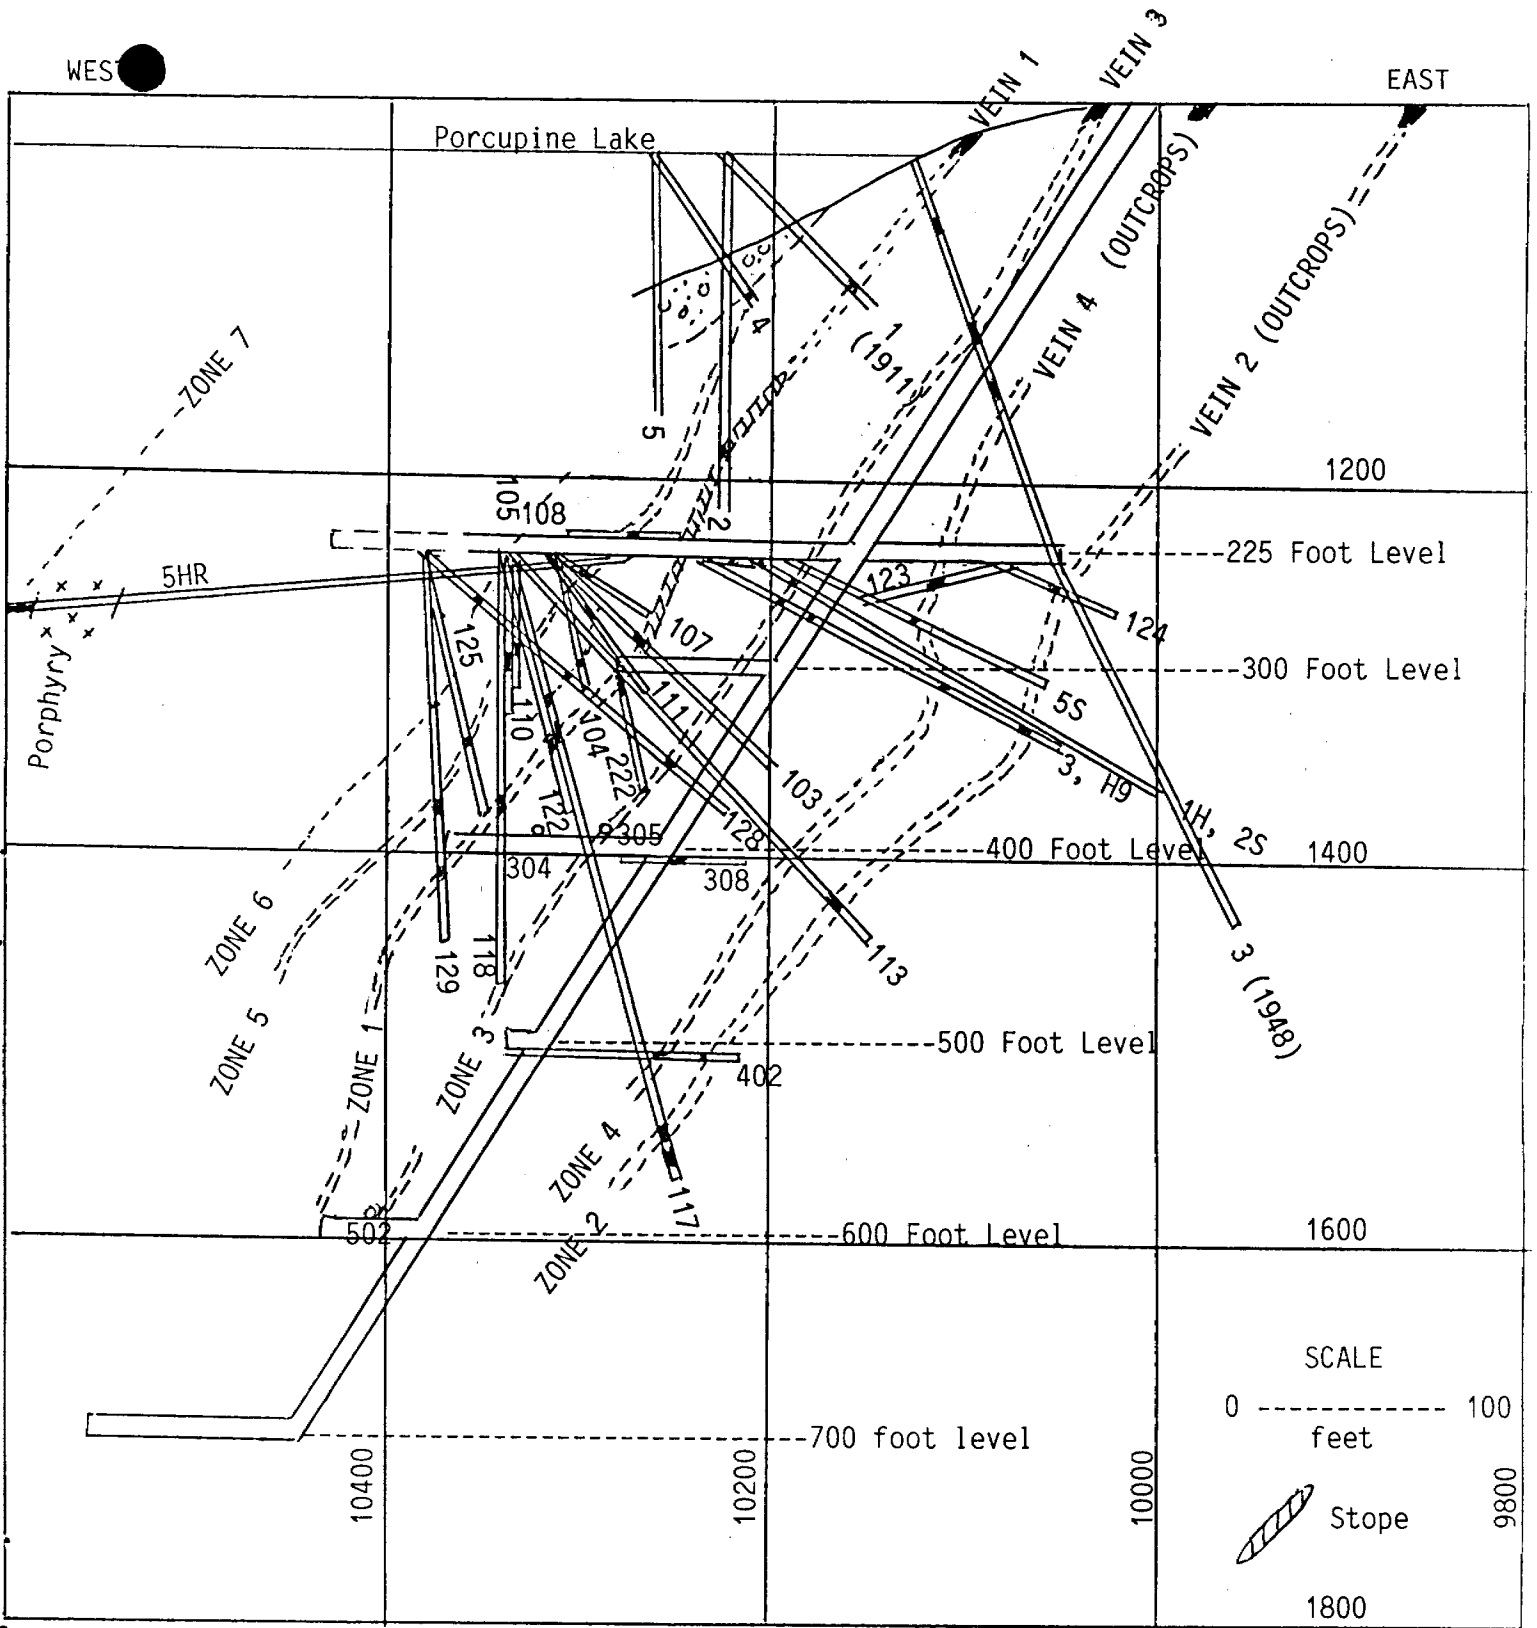 WES
EAST
VEIN 1
VEIN 3
Porcupine Lake
VEIN 4 (OUTCROPS)
VEIN 2 (OUTCROPS)
ZONE 7
4
1
(1911)
5
2
1200
105
108
225 Foot Level
5HR
123
124
107
125
300 Foot Level
Porphyry
111
5S
110
104
222
103
3, H9
122
128
1H, 2S
305
400 Foot Level
1400
304
308
ZONE 6
129
118
113
3 (1948)
ZONE 5
ZONE 1
ZONE 3
500 Foot Level
402
ZONE 4
117
502
600 Foot Level
1600
ZONE 2
SCALE
0 100
feet
700 foot level
10400
10200
10000
9800
Stope
1800